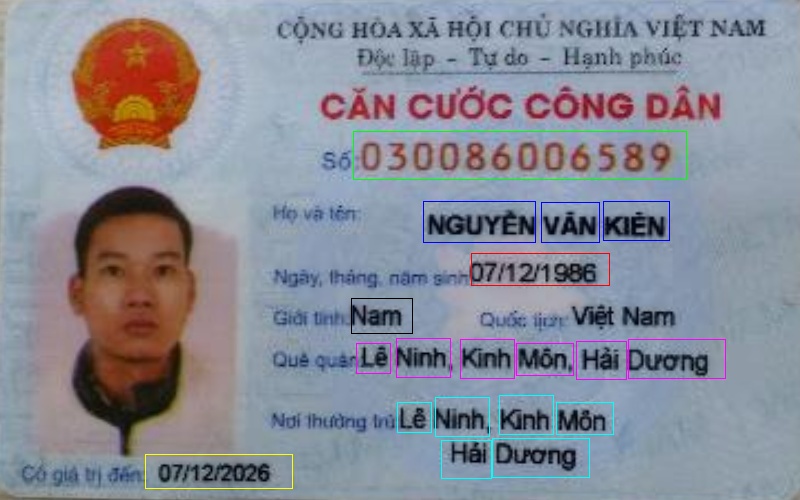 CỘNG HÒA XÃ HỘI CHỦ NGHĨA VIỆT NAM
Độc lập - Tự do - Hạnh phúc
CĂN CƯỚC CÔNG DÂN
Số: 030086006589
Họ và tên: NGUYỄN VĂN KIÊN
Ngày, tháng, năm sinh: 07/12/1986
Giới tính: Nam Quốc tịch: Việt Nam
Quê quán: Lê Ninh, Kinh Môn, Hải Dương
Nơi thường trú: Lê Ninh, Kinh Môn
Hải Dương
Có giá trị đến: 07/12/2026